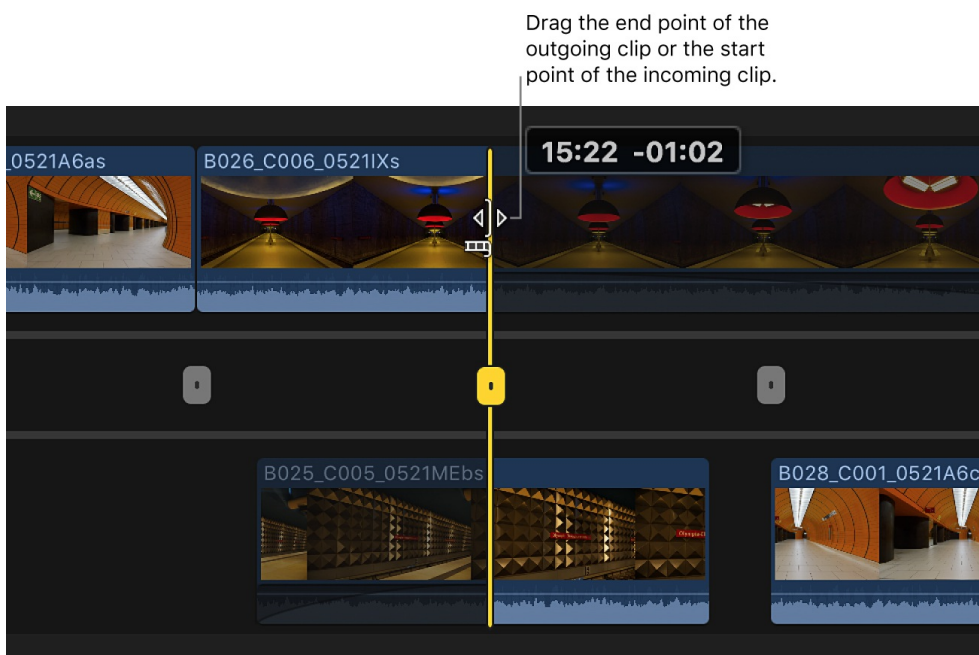 Drag the end point of the
outgoing clip or the start
point of the incoming clip.
15:22 -01:02
_0521A6as
B026_C006_0521IXs
B025_C005_0521MEbs
B028_C001_0521A6c